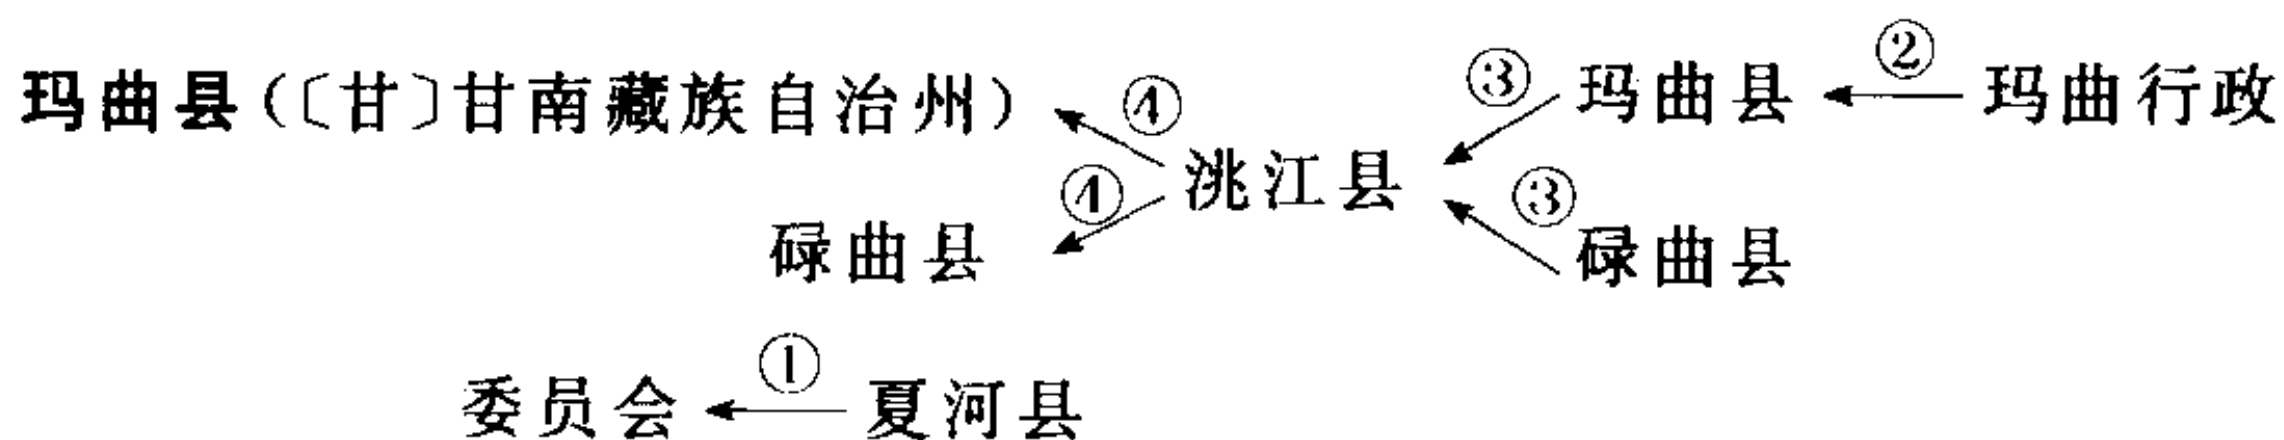 玛曲县(〔甘〕甘南藏族自治州) ④ ③ 玛曲县 ② 玛曲行政
④ 洮江县 ③
碌曲县 碌曲县
委员会 ① 夏河县